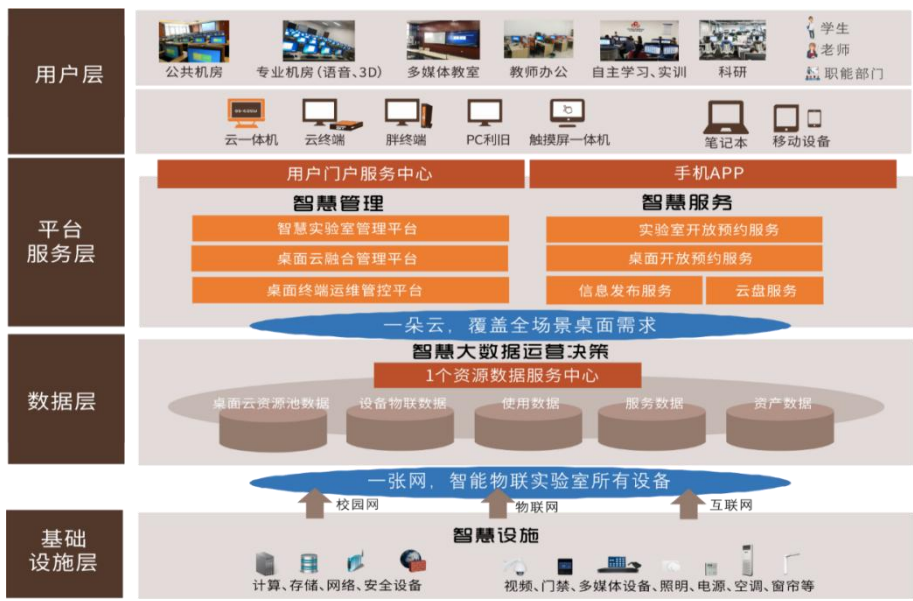 用户层
公共机房
专业机房(语音、3D)
多媒体教室
教师办公
自主学习、实训
科研
学生
老师
职能部门
云一体机
云终端
胖终端
PC利旧
触摸屏一体机
笔记本
移动设备
平台
服务层
用户门户服务中心
手机APP
智慧管理
智慧服务
智慧实验室管理平台
实验室开放预约服务
桌面云融合管理平台
桌面开放预约服务
桌面终端运维管控平台
信息发布服务
云盘服务
一朵云，覆盖全场景桌面需求
数据层
智慧大数据运营决策
1个资源数据服务中心
桌面云资源池数据
设备物联数据
使用数据
服务数据
资产数据
一张网，智能物联实验室所有设备
校园网
物联网
互联网
基础
设施层
智慧设施
计算、存储、网络、安全设备
视频、门禁、多媒体设备、照明、电源、空调、窗帘等